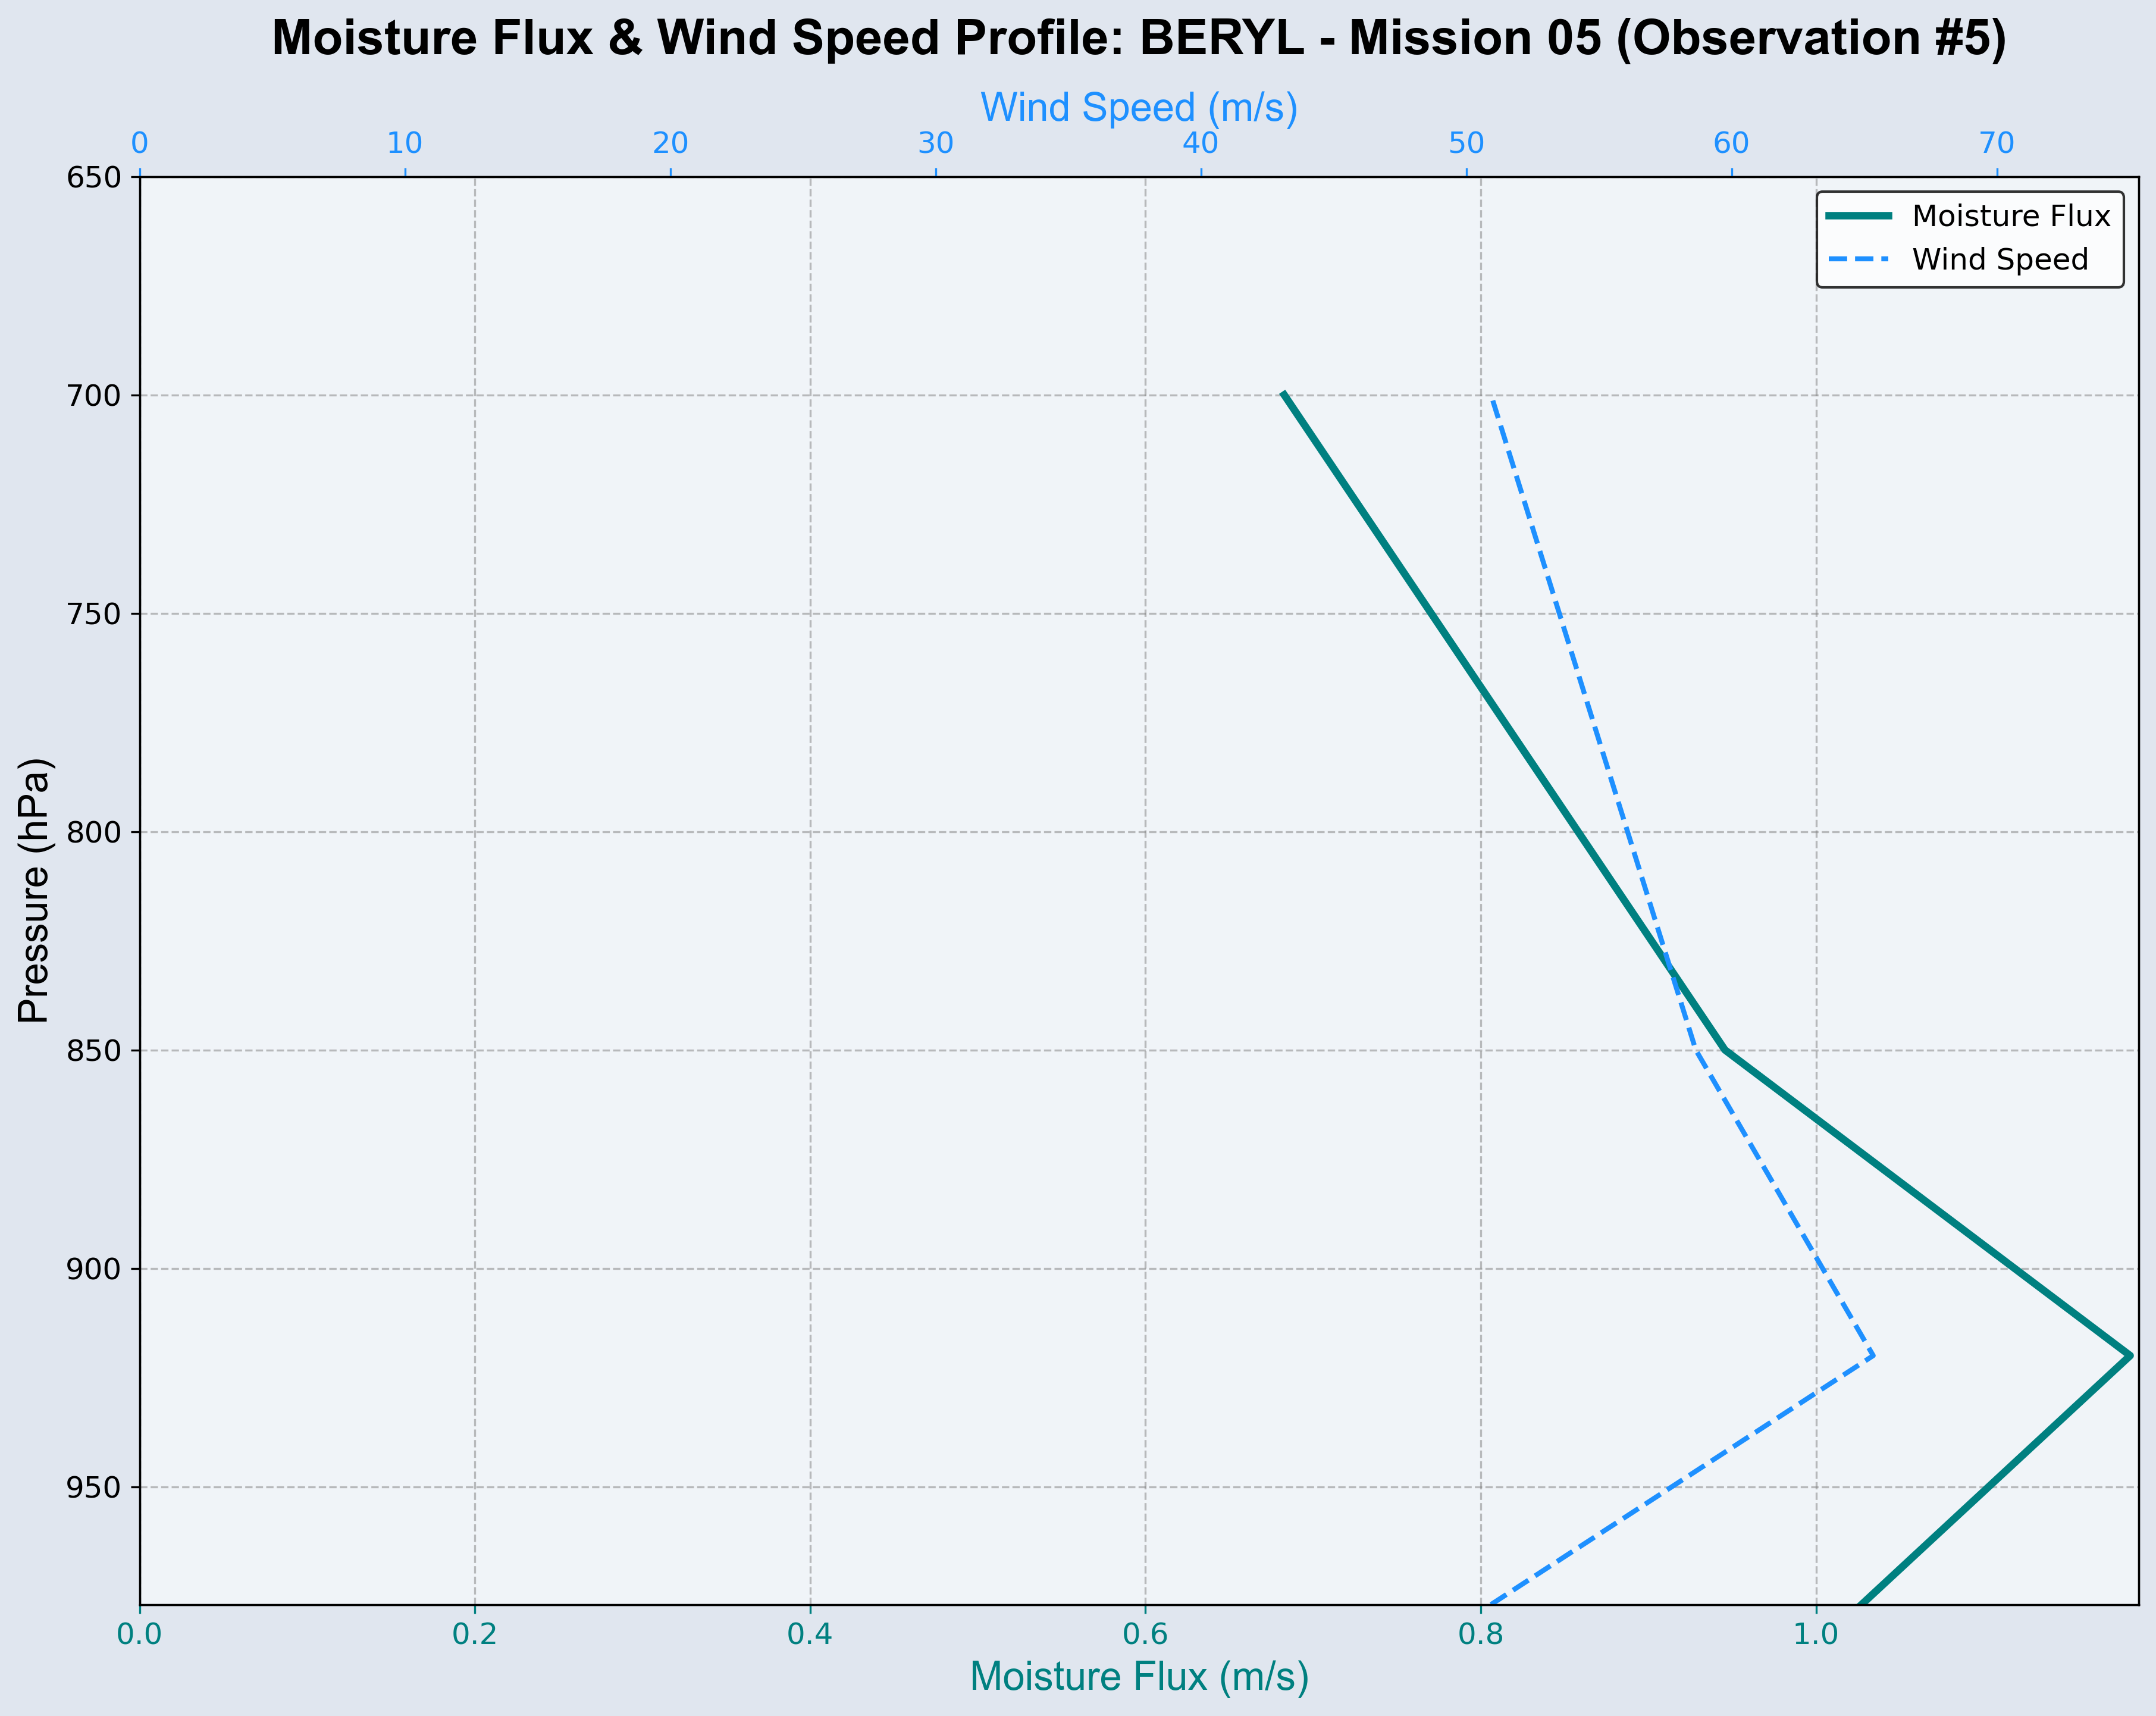 Moisture Flux & Wind Speed Profile: BERYL - Mission 05 (Observation #5)
Wind Speed (m/s)
0 10 20 30 40 50 60 70
Moisture Flux
Wind Speed
Pressure (hPa)
650
700
750
800
850
900
950
0.0 0.2 0.4 0.6 0.8 1.0
Moisture Flux (m/s)